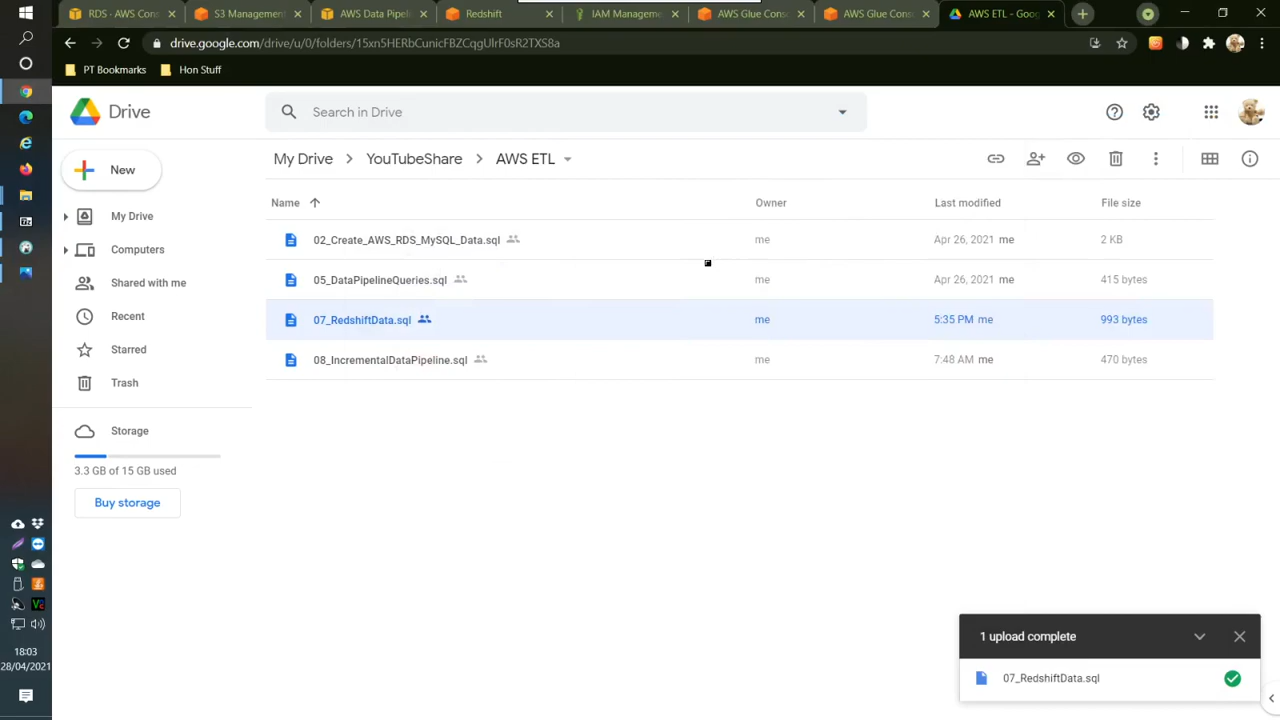 RDS - AWS Con
S3 Management
AWS Data Pipel
Redshift
IAM Managemen
AWS Glue Cons
AWS Glue Cons
AWS ETL – Goog
drive.google.com/drive/u/0/folders/15xn5HERbCunicFBZCqgUlrF0sR2TXS8a
PT Bookmarks
Hon Stuff
Drive
Search in Drive
New
My Drive
YouTubeShare
AWS ETL
Name
Owner
Last modified
File size
My Drive
02_Create_AWS_RDS_MySQL_Data.sql
me
Apr 26, 2021 me
2 KB
Computers
05_DataPipelineQueries.sql
me
Apr 26, 2021 me
415 bytes
Shared with me
07_RedshiftData.sql
me
5:35 PM me
993 bytes
Recent
08_IncrementalDataPipeline.sql
me
7:48 AM me
470 bytes
Starred
Trash
Storage
3.3 GB of 15 GB used
Buy storage
1 upload complete
07_RedshiftData.sql
18:03
28/04/2021